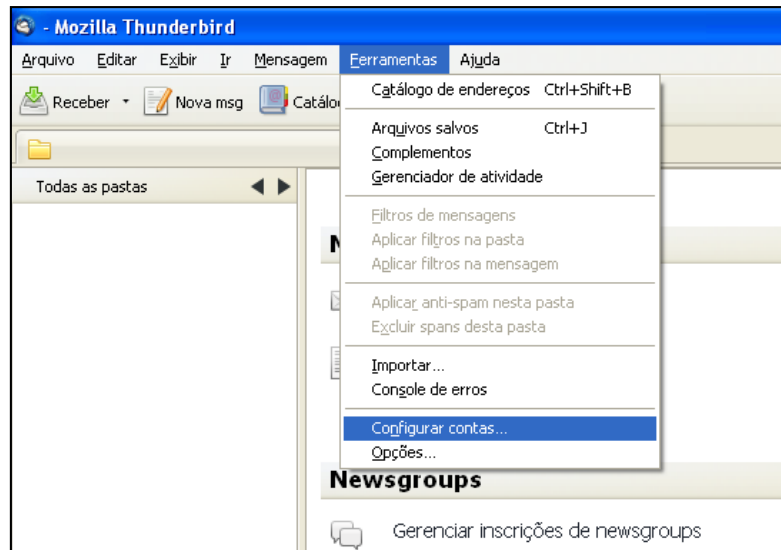 - Mozilla Thunderbird
Arquivo Editar Exibir Ir Mensagem Ferramentas Ajuda
Receber Nova msg
Todas as pastas
Catálogo de endereços Ctrl+Shift+B
Arquivos salvos Ctrl+J
Complementos
Gerenciador de atividade
Filtros de mensagens
Aplicar filtros na pasta
Aplicar filtros na mensagem
Aplicar anti-spam nesta pasta
Excluir spans desta pasta
Importar...
Console de erros
Configurar contas...
Opções...
Newsgroups
Gerenciar inscrições de newsgroups